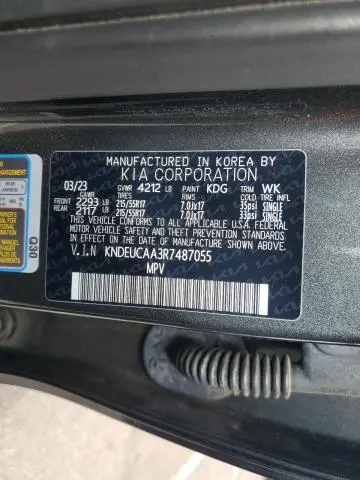 MANUFACTURED IN KOREA BY
KIA CORPORATION
03/23 GVWR 4212 LB PAINT KDG TRIM WK
GAWR TIRES RIMS COLD TIRE INF
FRONT 2293 LB 215/55R17 7.0Jx17 35psi SINGLE
REAR 2117 LB 215/55R17 7.0Jx17 33psi SINGLE
THIS VEHICLE CONFORMS TO ALL APPLICABLE U.S.A FEDERAL
MOTOR VEHICLE SAFETY AND THEFT PREVENTION STANDARDS
IN EFFECT ON THE DATE OF MANUFACTURE SHOWN ABOVE.
V.I.N KNDEUCAA3R7487055
MPV
Q30